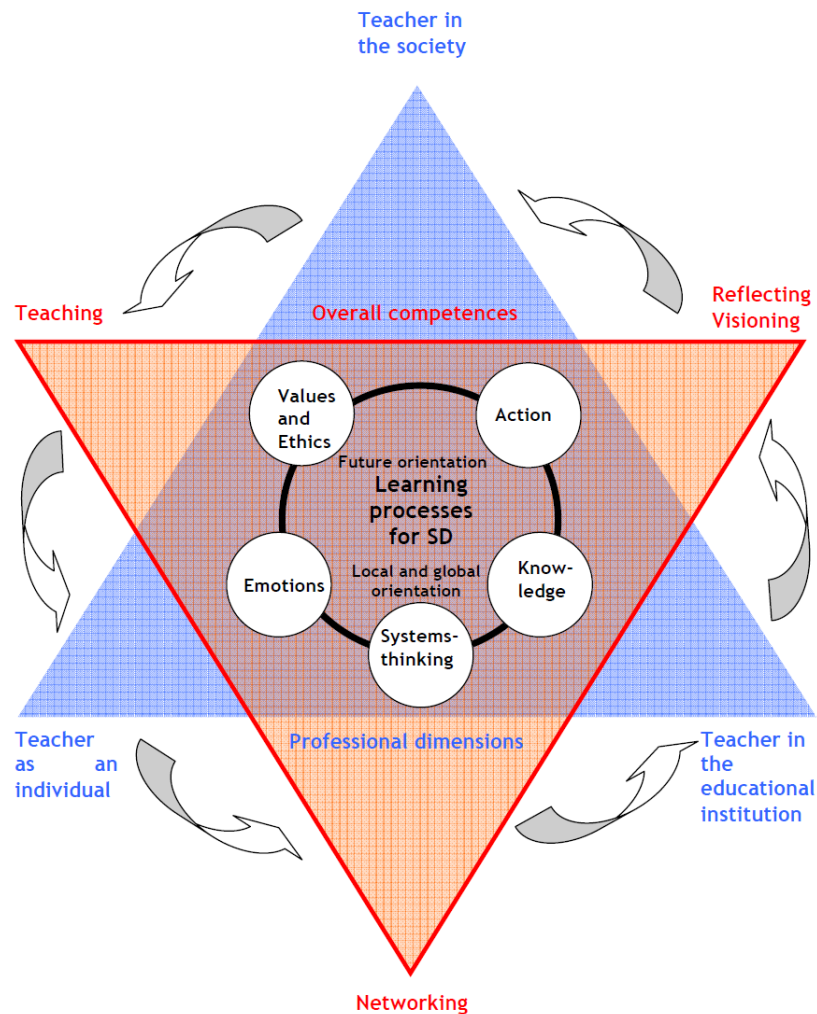 Teacher in
the society
Teaching
Overall competences
Reflecting
Visioning
Values
and
Ethics
Action
Future orientation
Learning
processes
for SD
Local and global
orientation
Emotions
Know-
ledge
Systems-
thinking
Teacher
as an
individual
Professional dimensions
Teacher in
the
educational
institution
Networking